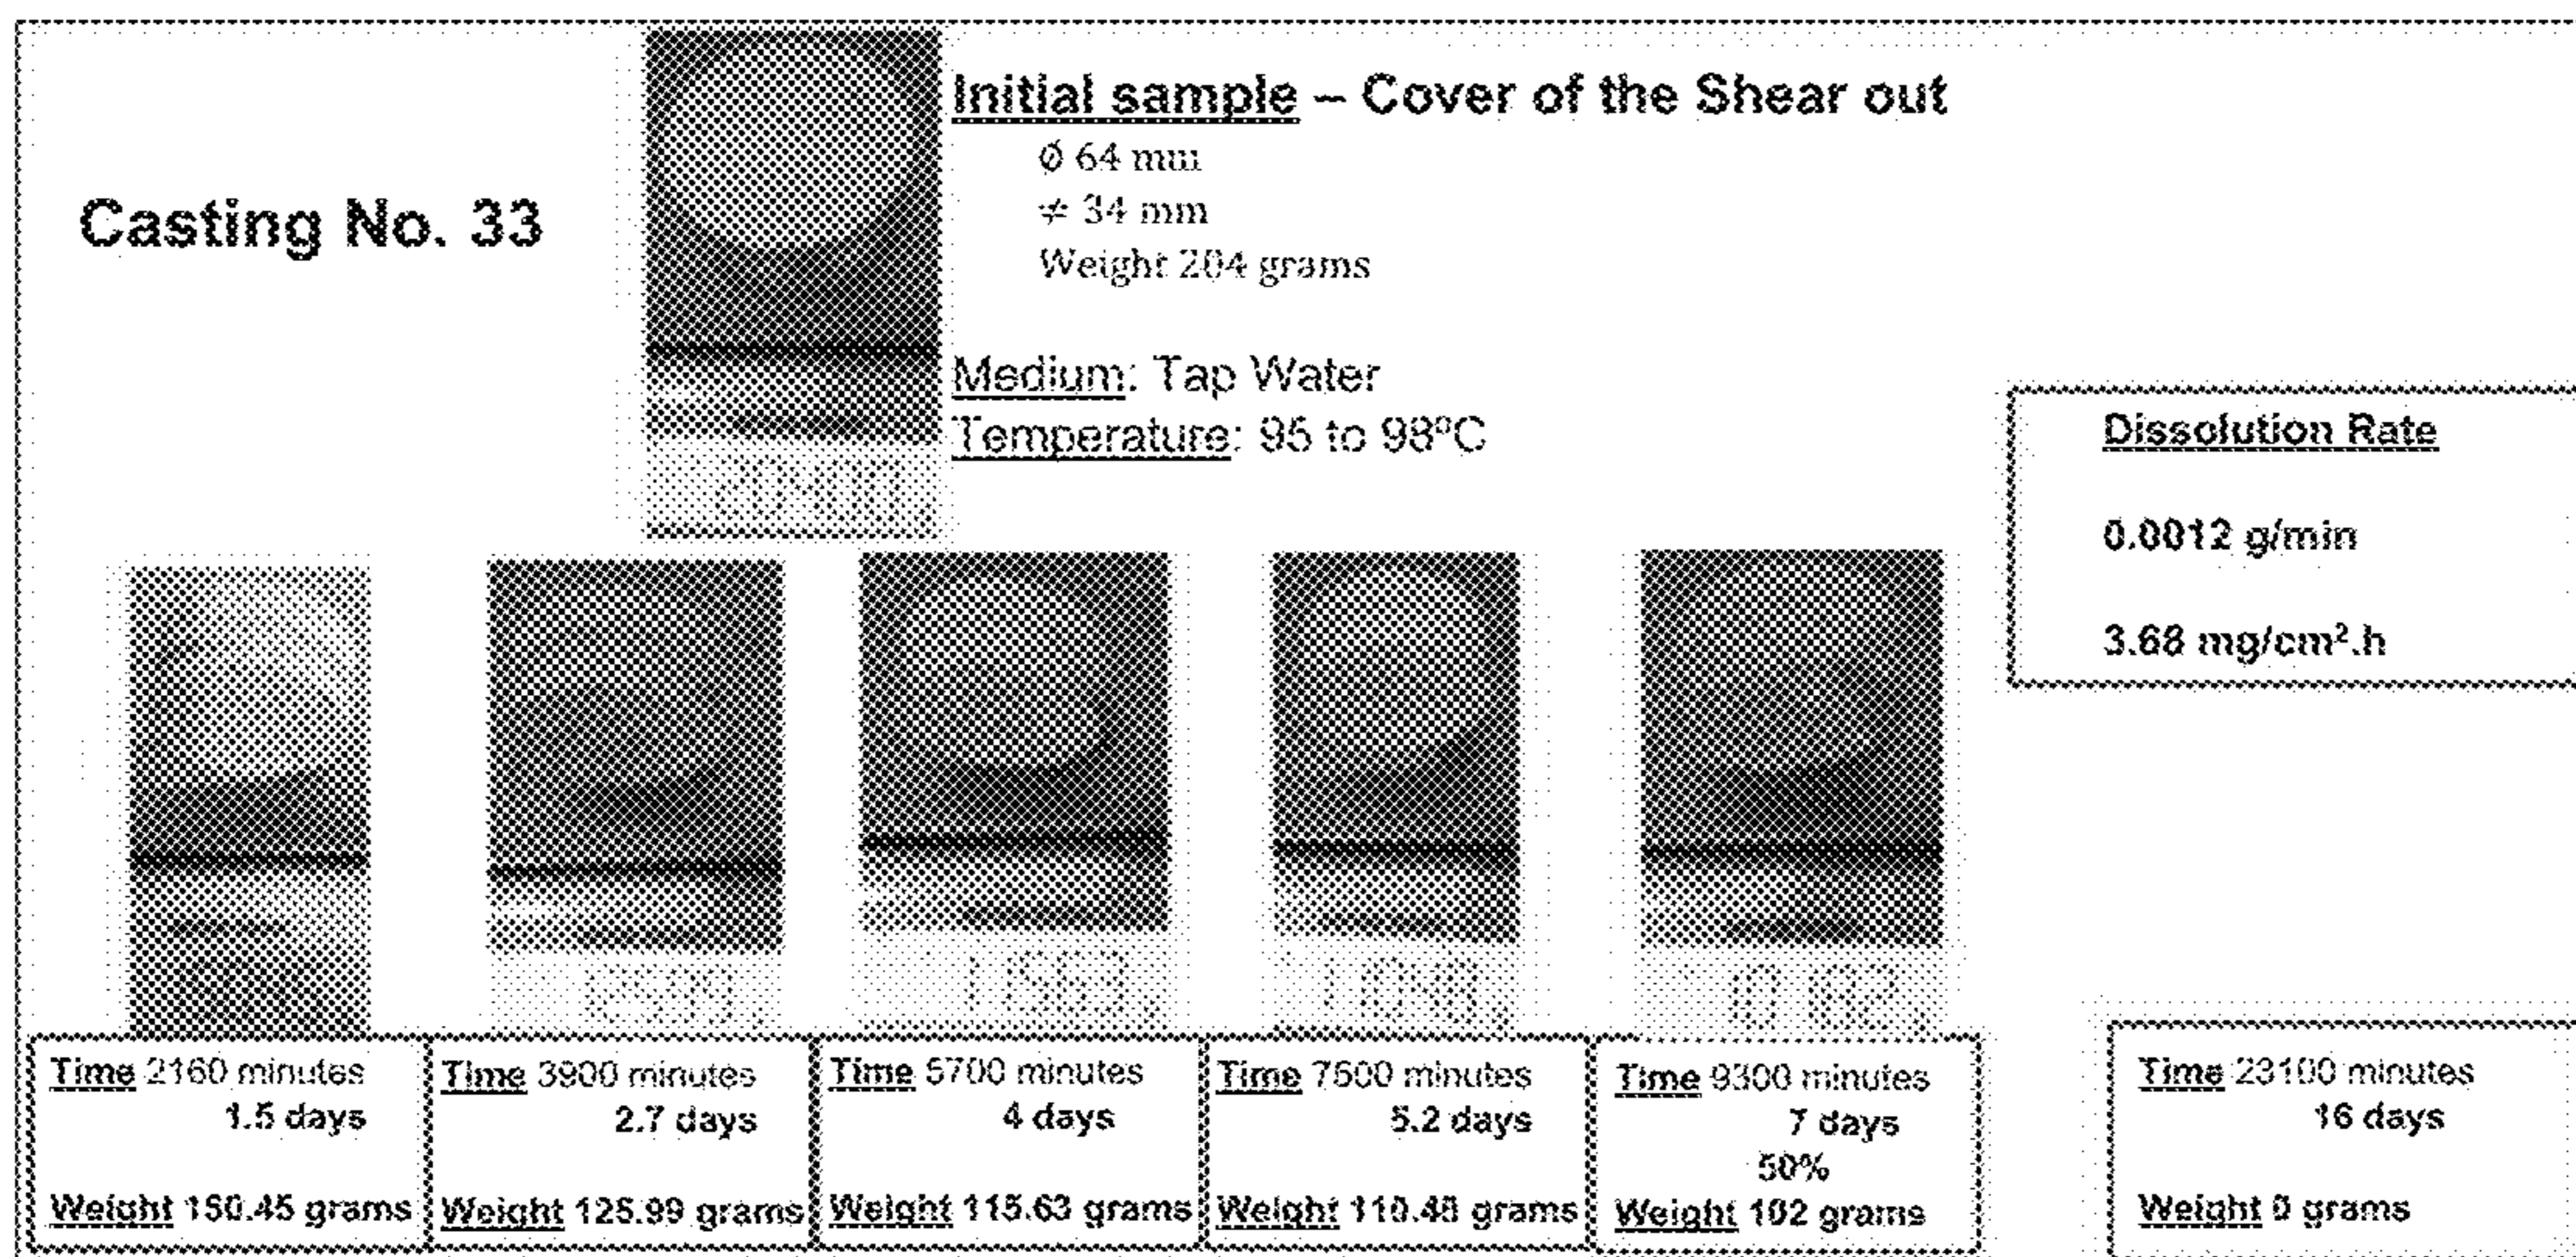 Initial sample – Cover of the Shear out
Ø 64 mm
≠ 34 mm
Casting No. 33
Weight 204 grams
Medium: Tap Water
Temperature: 95 to 98ºC
Dissolution Rate
0.0012 g/min
3.68 mg/cm².h
Time 2160 minutes
1.5 days
Weight 150.45 grams
Time 3900 minutes
2.7 days
Weight 125.99 grams
Time 5700 minutes
4 days
Weight 115.63 grams
Time 7500 minutes
5.2 days
Weight 110.48 grams
Time 9300 minutes
7 days
50%
Weight 102 grams
Time 23100 minutes
16 days
Weight 0 grams